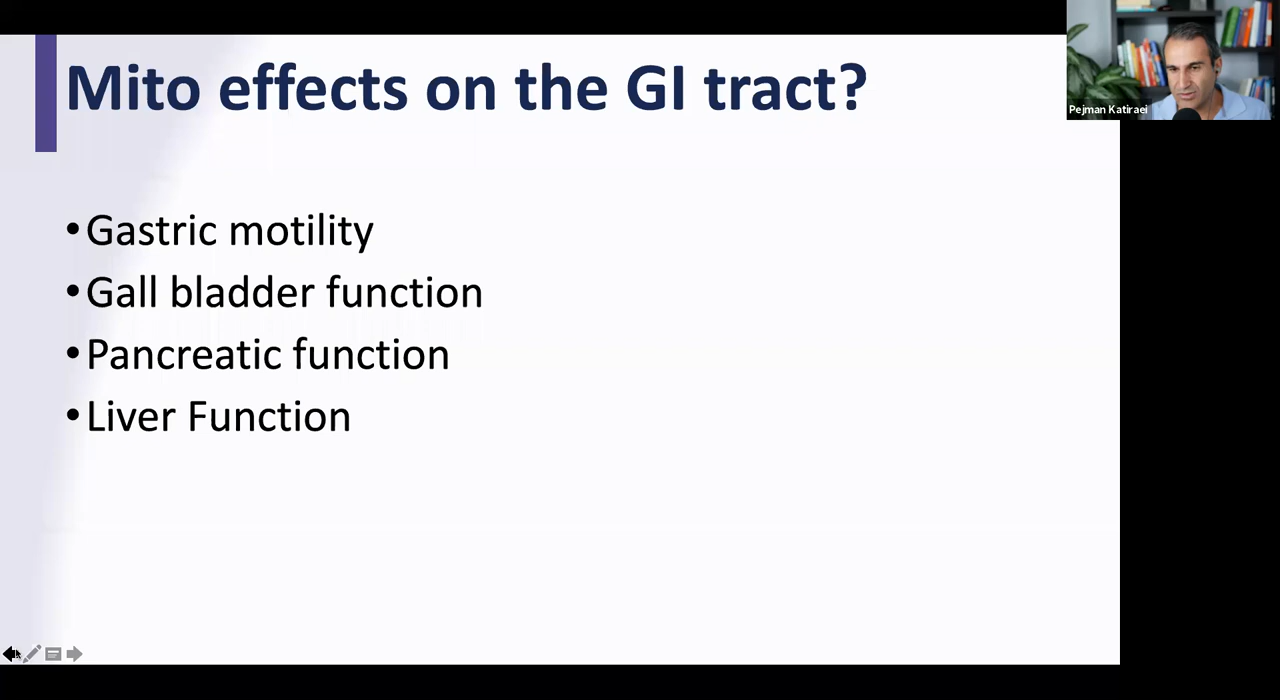 Mito effects on the GI tract?
Pejman Katiraei
•Gastric motility
•Gall bladder function
•Pancreatic function
•Liver Function